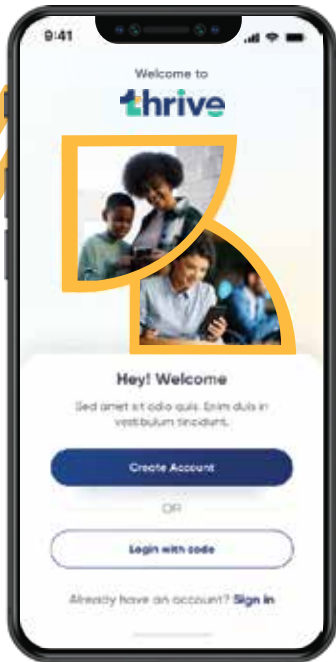 9:41
Welcome to
thrive
Hey! Welcome
Sed amet sit odio quis. Enim duis in
vestibulum tincidunt.
Create Account
OR
Login with code
Already have an account? Sign in